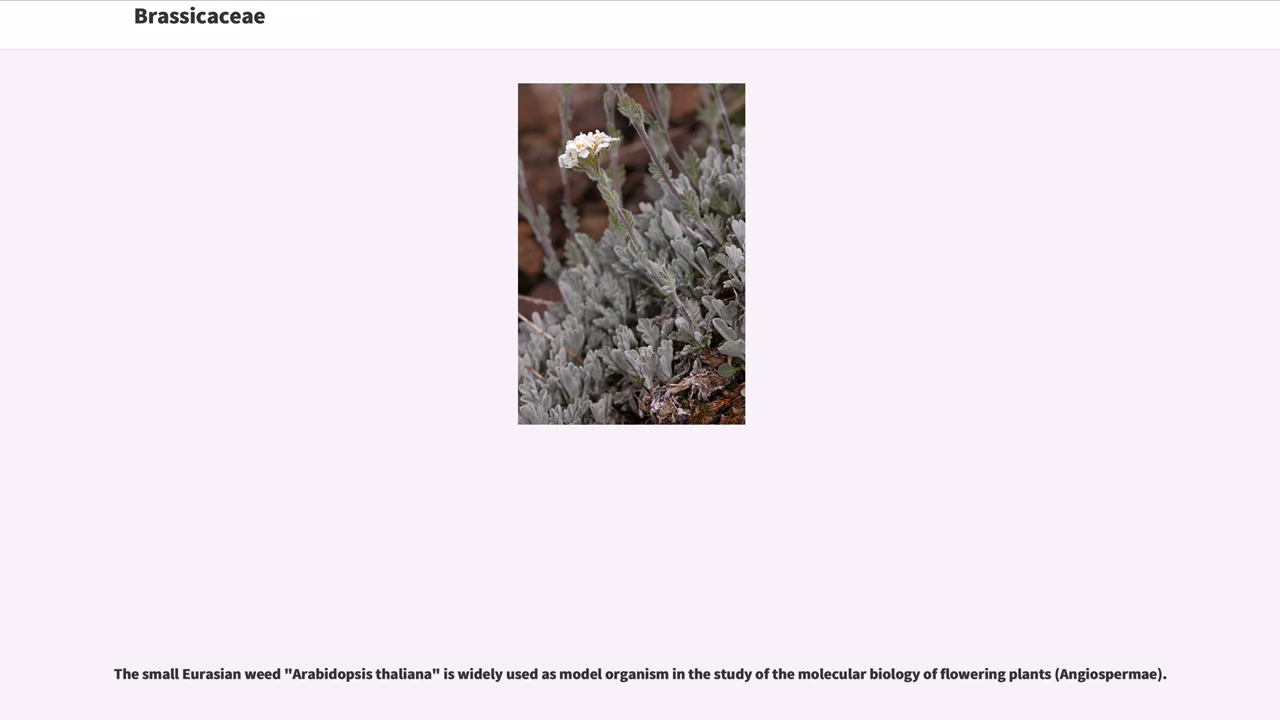 Brassicaceae
The small Eurasian weed "Arabidopsis thaliana" is widely used as model organism in the study of the molecular biology of flowering plants (Angiospermae).